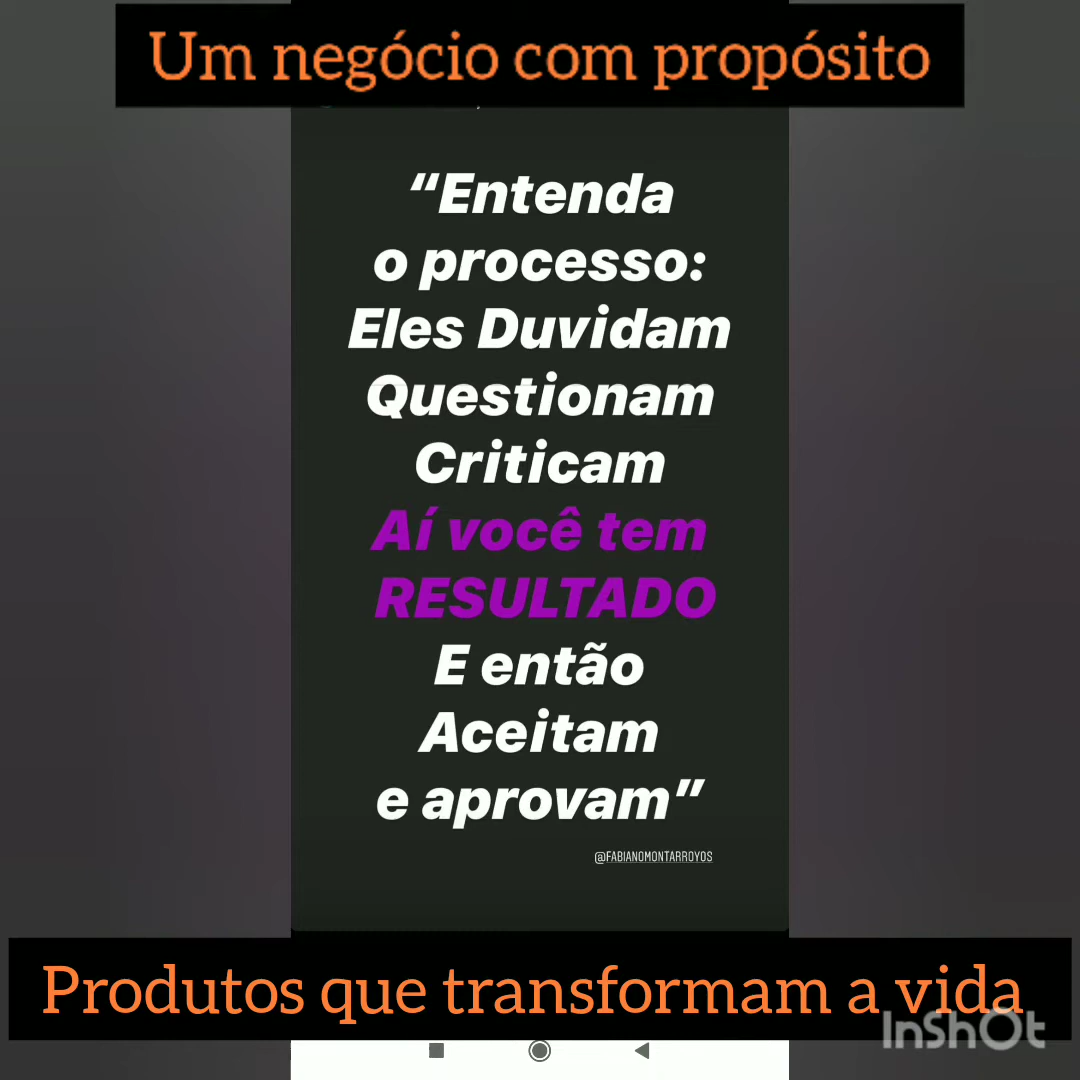 Um negócio com propósito
“Entenda
o processo:
Eles Duvidam
Questionam
Criticam
Aí você tem
RESULTADO
E então
Aceitam
e aprovam”
@FABIANOMONTARROYOS
Produtos que transformam a vida
InShOt